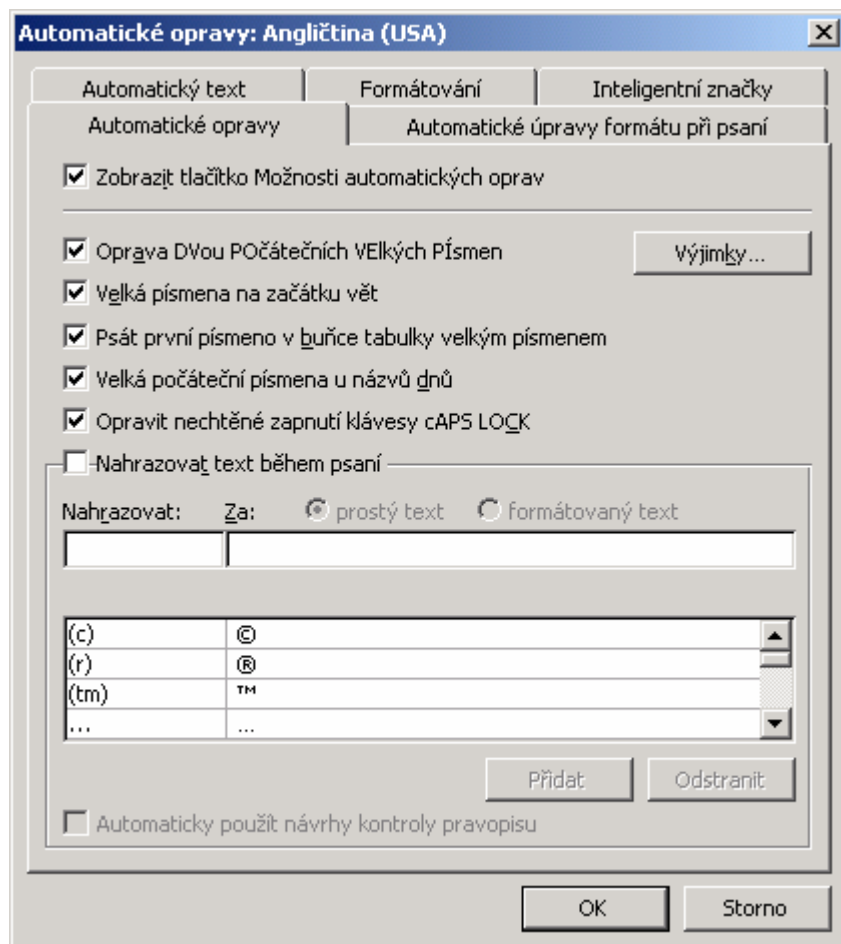 Automatické opravy: Angličtina (USA)
Automatický text Formátování Inteligentní značky
Automatické opravy Automatické úpravy formátu při psaní
Zobrazit tlačítko Možnosti automatických oprav
Oprava DVou POčátečních VElkých PÍsmen Výjimky...
Velká písmena na začátku vět
Psát první písmeno v buňce tabulky velkým písmenem
Velká počáteční písmena u názvů dnů
Opravit nechtěné zapnutí klávesy cAPS LOCK
Nahrazovat text během psaní
Nahrazovat: Za: prostý text formátovaný text
(c) ©
(r) ®
(tm) ™
... …
Přidat Odstranit
Automaticky použít návrhy kontroly pravopisu
OK Storno